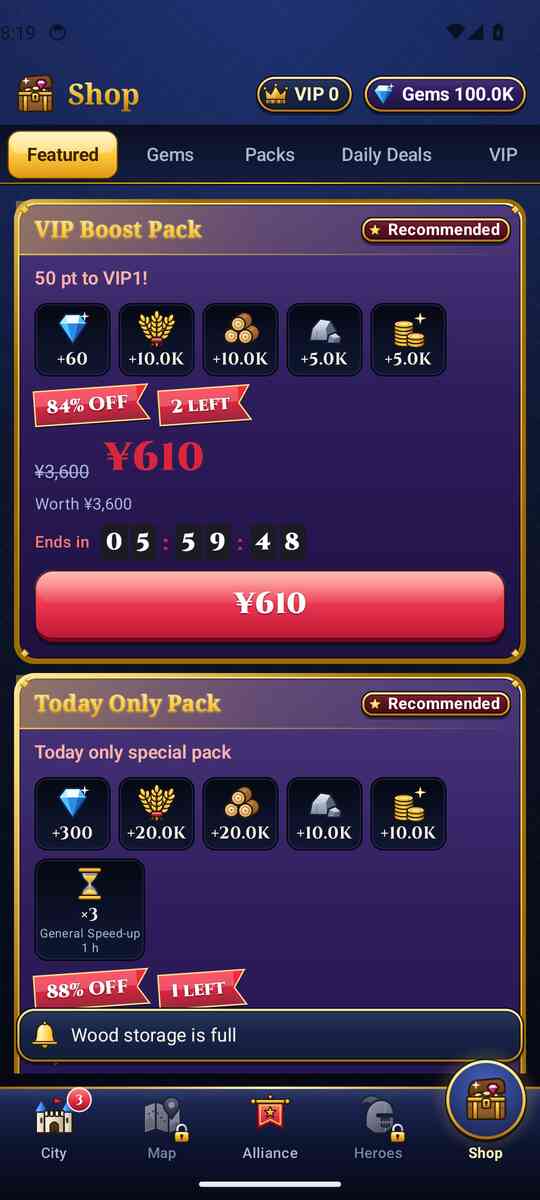 8:19
Shop
VIP 0
Gems 100.0K
Featured
Gems
Packs
Daily Deals
VIP
VIP Boost Pack
Recommended
50 pt to VIP1!
+60
+10.0K
+10.0K
+5.0K
+5.0K
84% OFF
2 LEFT
¥3,600
¥610
Worth ¥3,600
Ends in 05:59:48
¥610
Today Only Pack
Recommended
Today only special pack
+300
+20.0K
+20.0K
+10.0K
+10.0K
×3
General Speed-up
1 h
88% OFF
1 LEFT
Wood storage is full
3
City
Map
Alliance
Heroes
Shop